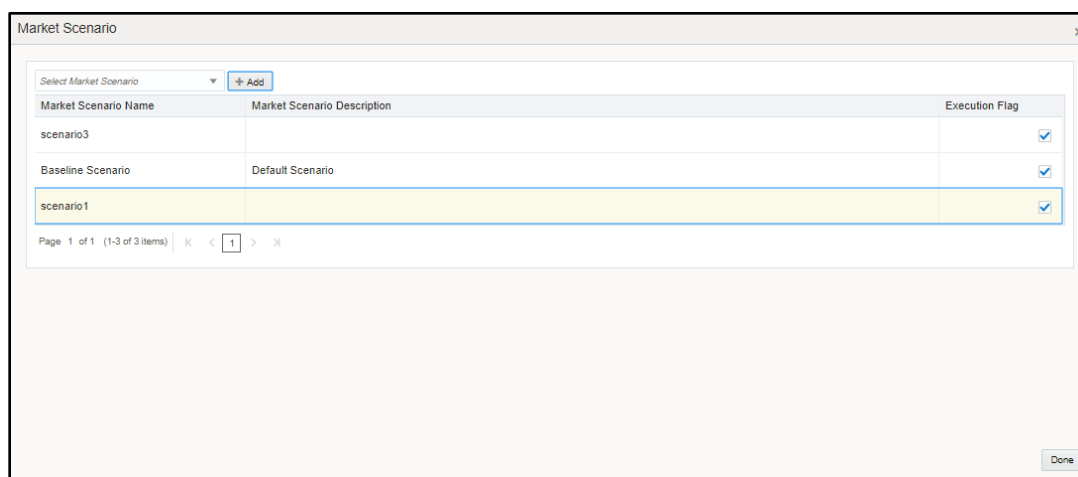 Market Scenario
Select Market Scenario + Add
Market Scenario Name Market Scenario Description Execution Flag
scenario3
Baseline Scenario Default Scenario
scenario1
Page 1 of 1 (1-3 of 3 items) 1
Done